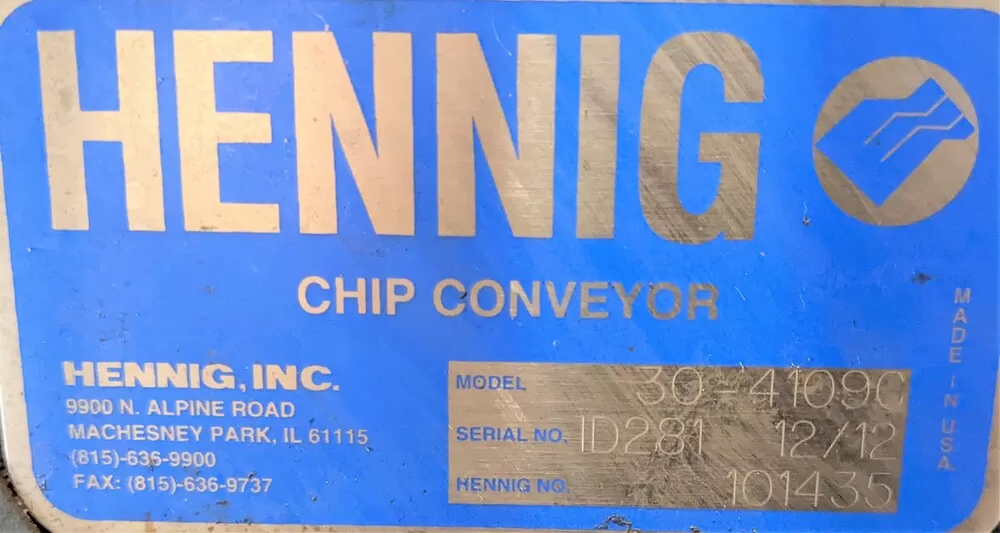 HENNIG
CHIP CONVEYOR
MADE IN USA
HENNIG, INC.
9900 N. ALPINE ROAD
MACHESNEY PARK, IL 61115
(815)-636-9900
FAX: (815)-636-9737
MODEL 30-4109C
SERIAL NO. ID281 12/12
HENNIG NO. 101435